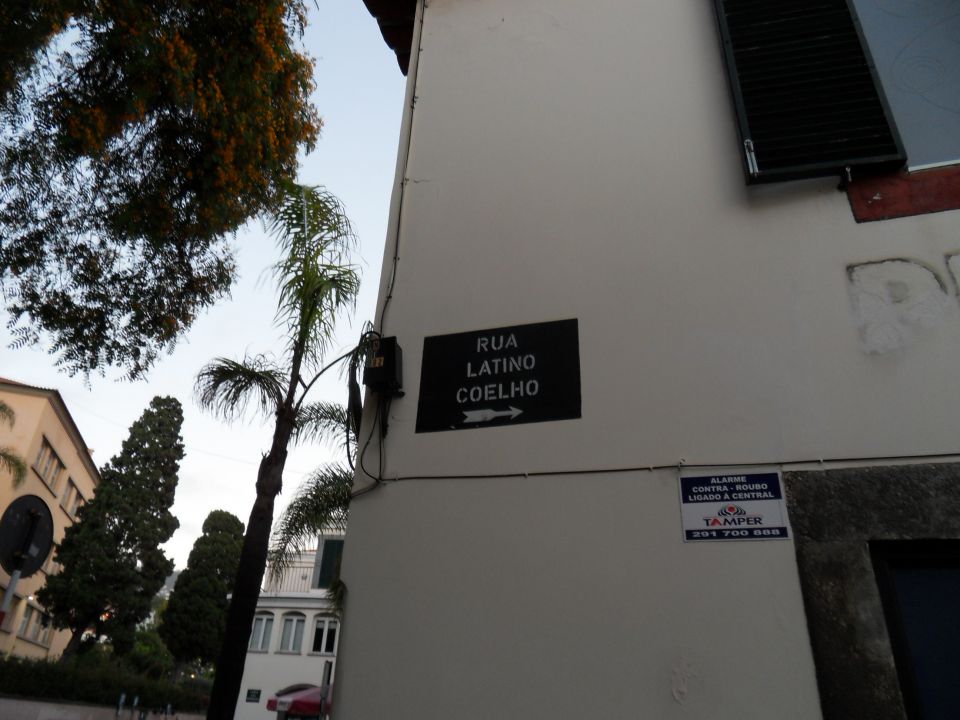 RUA
LATINO
COELHO
ALARME
CONTRA - ROUBO
LIGADO À CENTRAL
TAMPER
291 700 888